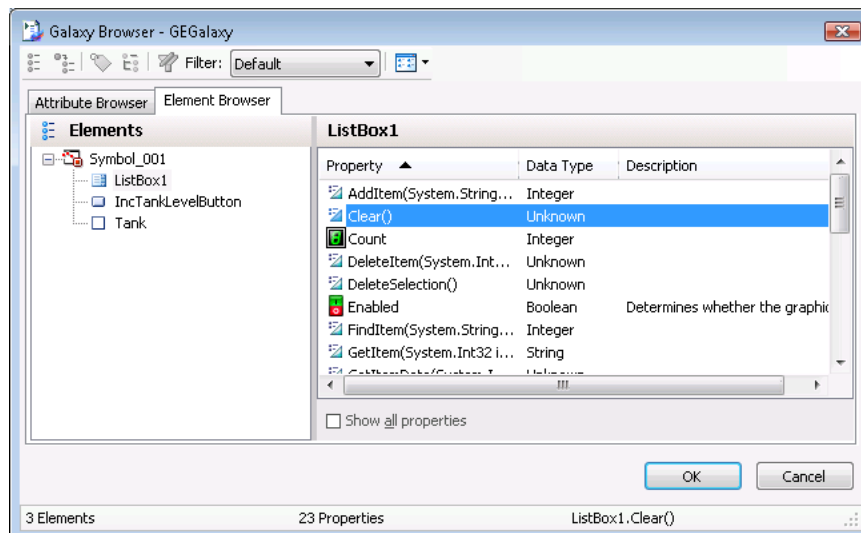 Galaxy Browser - GEGalaxy
Filter: Default
Attribute Browser Element Browser
Elements
Symbol_001
ListBox1
IncTankLevelButton
Tank
ListBox1
Property Data Type Description
AddItem(System.String... Integer
Clear() Unknown
Count Integer
DeleteItem(System.Int... Unknown
DeleteSelection() Unknown
Enabled Boolean Determines whether the graphic
FindItem(System.String... Integer
GetItem(System.Int32 i... String
Show all properties
OK Cancel
3 Elements 23 Properties ListBox1.Clear()